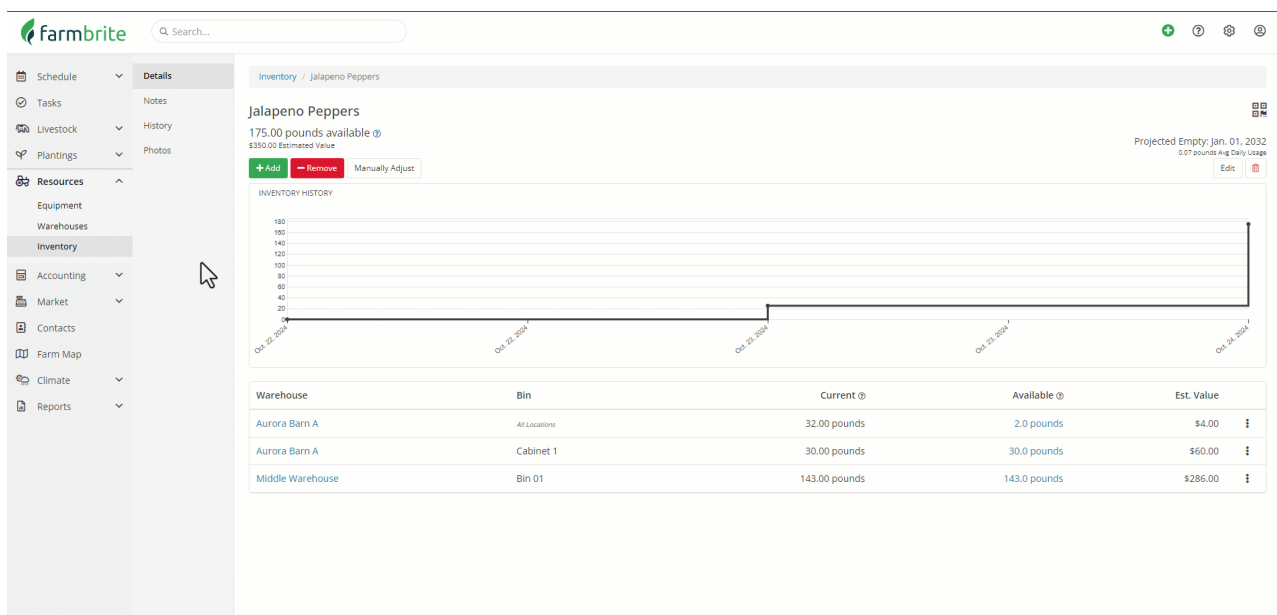 farmbrite
Search...
Schedule
Tasks
Livestock
Plantings
Resources
Equipment
Warehouses
Inventory
Accounting
Market
Contacts
Farm Map
Climate
Reports
Details
Notes
History
Photos
Inventory / Jalapeno Peppers
Jalapeno Peppers
175.00 pounds available
$350.00 Estimated Value
Projected Empty: Jan. 01, 2032
0.07 pounds Avg Daily Usage
+ Add − Remove Manually Adjust Edit
INVENTORY HISTORY
180
160
140
120
100
80
60
40
20
0
Oct. 22, 2024 Oct. 22, 2024 Oct. 23, 2024 Oct. 23, 2024 Oct. 24, 2024
Warehouse Bin Current Available Est. Value
Aurora Barn A All Locations 32.00 pounds 2.0 pounds $4.00
Aurora Barn A Cabinet 1 30.00 pounds 30.0 pounds $60.00
Middle Warehouse Bin 01 143.00 pounds 143.0 pounds $286.00